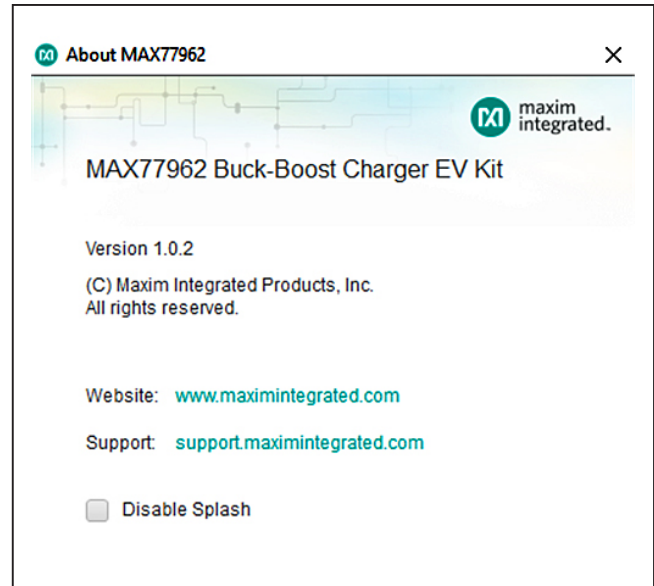 About MAX77962
maxim
integrated.
MAX77962 Buck-Boost Charger EV Kit
Version 1.0.2
(C) Maxim Integrated Products, Inc.
All rights reserved.
Website: www.maximintegrated.com
Support: support.maximintegrated.com
Disable Splash